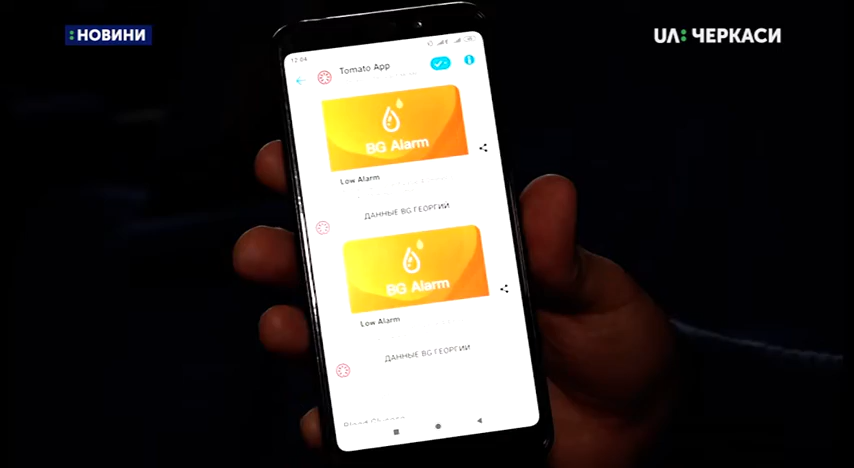 НОВИНИ
UA: ЧЕРКАСИ
12:04
Tomato App
BG Alarm
Low Alarm
ДАННЫЕ BG ГЕОРГИИ
BG Alarm
Low Alarm
ДАННЫЕ BG ГЕОРГИИ